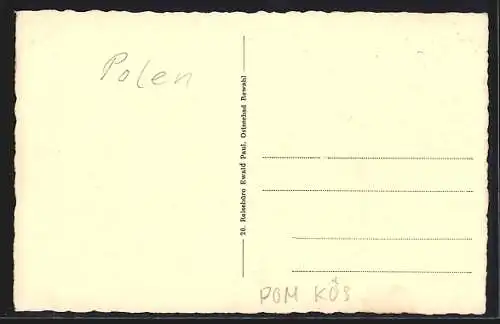 Polen
20. Reisebüro Ewald Paul, Ostseebad Rewahl
POM KÖS